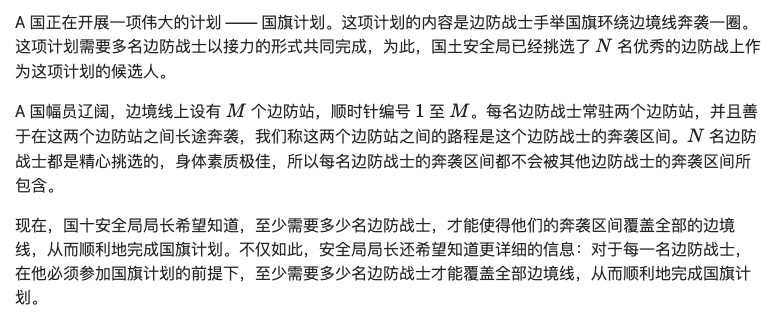 A 国正在开展一项伟大的计划 —— 国旗计划。这项计划的内容是边防战士手举国旗环绕边境线奔袭一圈。
这项计划需要多名边防战士以接力的形式共同完成，为此，国土安全局已经挑选了 N 名优秀的边防战上作
为这项计划的候选人。
A 国幅员辽阔，边境线上设有 M 个边防站，顺时针编号 1 至 M。每名边防战士常驻两个边防站，并且善
于在这两个边防站之间长途奔袭，我们称这两个边防站之间的路程是这个边防战士的奔袭区间。N 名边防
战士都是精心挑选的，身体素质极佳，所以每名边防战士的奔袭区间都不会被其他边防战士的奔袭区间所
包含。
现在，国十安全局局长希望知道，至少需要多少名边防战士，才能使得他们的奔袭区间覆盖全部的边境
线，从而顺利地完成国旗计划。不仅如此，安全局局长还希望知道更详细的信息：对于每一名边防战士，
在他必须参加国旗计划的前提下，至少需要多少名边防战士才能覆盖全部边境线，从而顺利地完成国旗计
划。